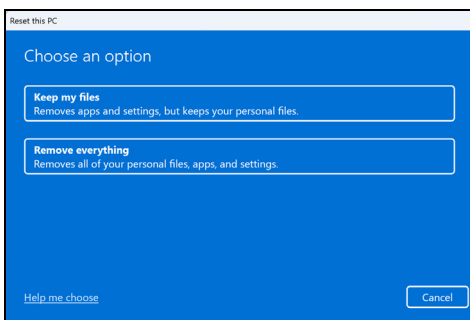 Reset this PC
Choose an option
Keep my files
Removes apps and settings, but keeps your personal files.
Remove everything
Removes all of your personal files, apps, and settings.
Help me choose
Cancel